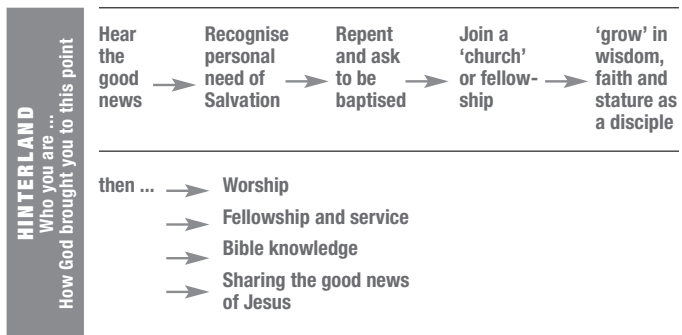 HINTERLAND
Who you are ...
How God brought you to this point
Hear
the
good
news
Recognise
personal
need of
Salvation
Repent
and ask
to be
baptised
Join a
‘church’
or fellow-
ship
‘grow’ in
wisdom,
faith and
stature as
a disciple
then ...
Worship
Fellowship and service
Bible knowledge
Sharing the good news
of Jesus